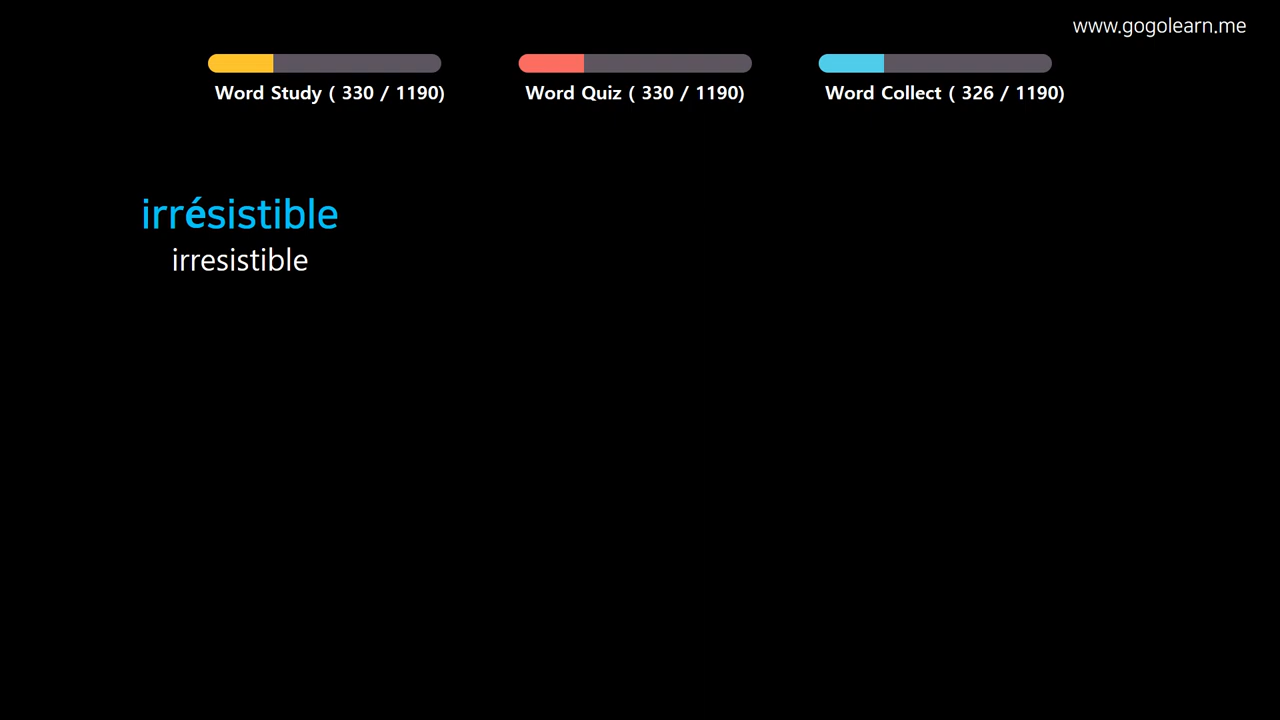 www.gogolearn.me
Word Study ( 330 / 1190)
Word Quiz ( 330 / 1190)
Word Collect ( 326 / 1190)
irrésistible
irresistible